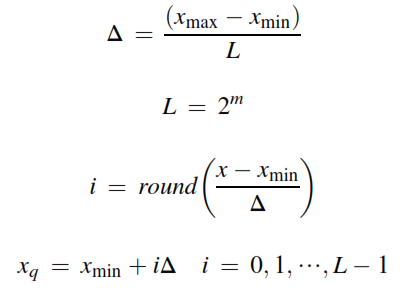 Δ = (x_max − x_min) / L
L = 2^m
i = round((x − x_min) / Δ)
x_q = x_min + iΔ i = 0, 1, ⋯, L − 1